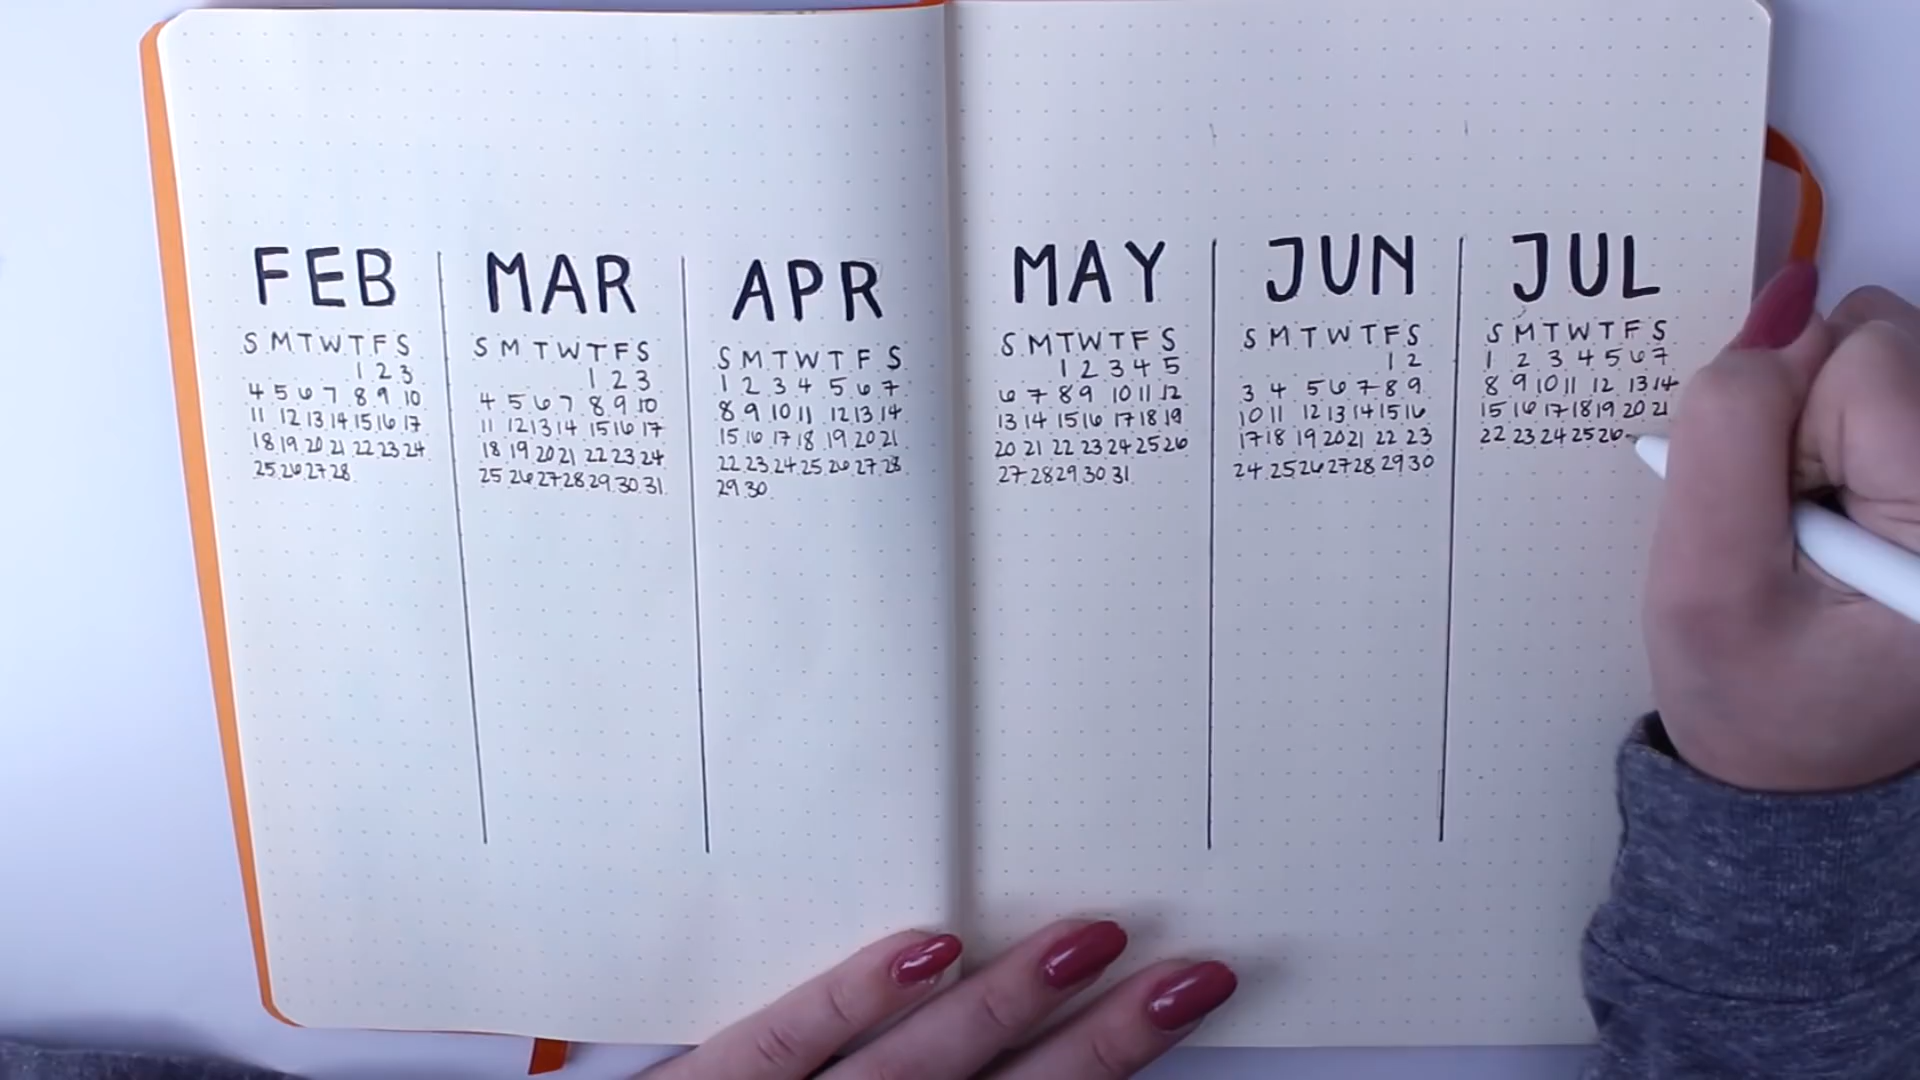 FEB
S M T W T F S
1 2 3
4 5 6 7 8 9 10
11 12 13 14 15 16 17
18 19 20 21 22 23 24
25 26 27 28
MAR
S M T W T F S
1 2 3
4 5 6 7 8 9 10
11 12 13 14 15 16 17
18 19 20 21 22 23 24
25 26 27 28 29 30 31
APR
S M T W T F S
1 2 3 4 5 6 7
8 9 10 11 12 13 14
15 16 17 18 19 20 21
22 23 24 25 26 27 28
29 30
MAY
S M T W T F S
1 2 3 4 5
6 7 8 9 10 11 12
13 14 15 16 17 18 19
20 21 22 23 24 25 26
27 28 29 30 31
JUN
S M T W T F S
1 2
3 4 5 6 7 8 9
10 11 12 13 14 15 16
17 18 19 20 21 22 23
24 25 26 27 28 29 30
JUL
S M T W T F S
1 2 3 4 5 6 7
8 9 10 11 12 13 14
15 16 17 18 19 20 21
22 23 24 25 26